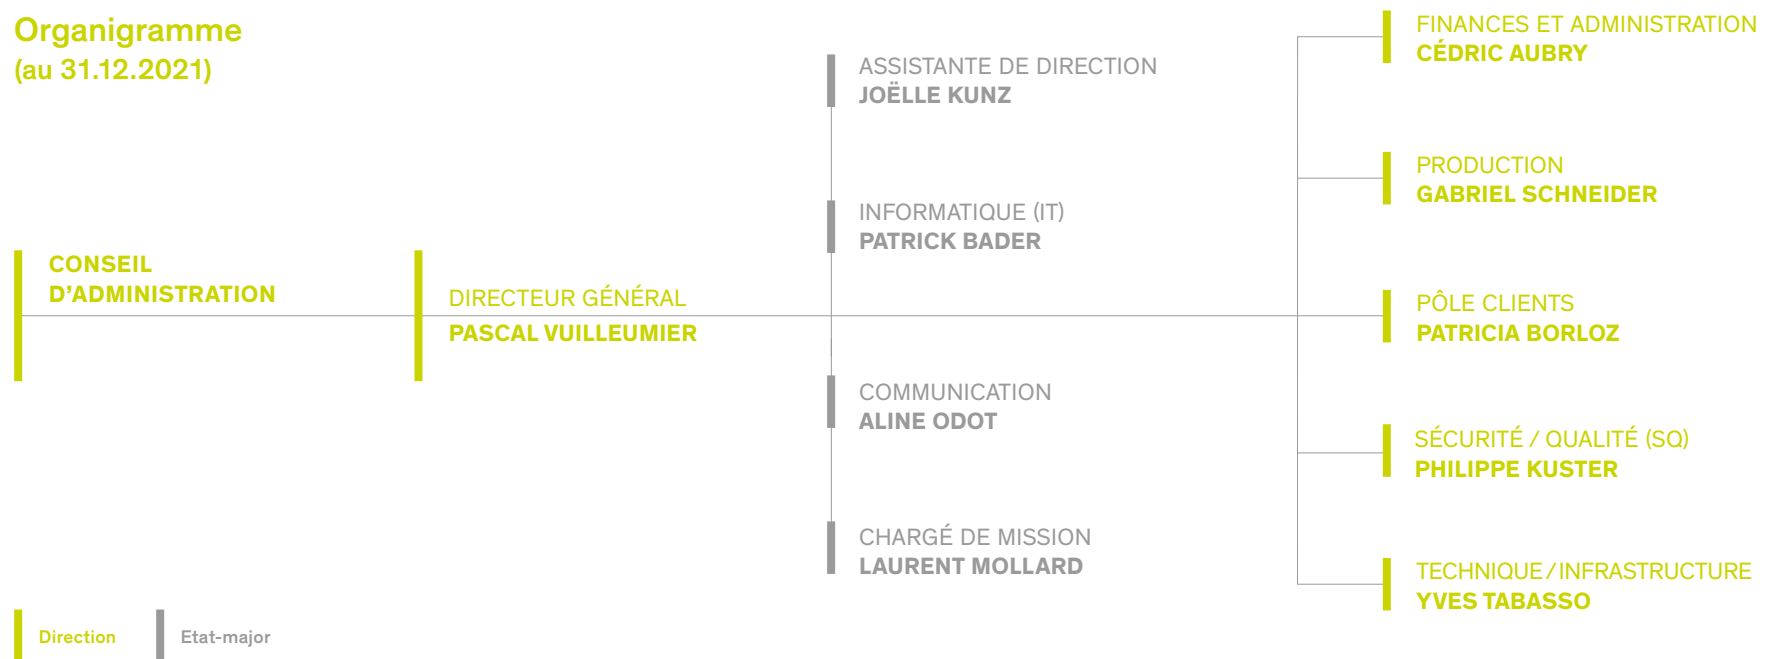 Organigramme
(au 31.12.2021)
CONSEIL
D’ADMINISTRATION
DIRECTEUR GÉNÉRAL
PASCAL VUILLEUMIER
ASSISTANTE DE DIRECTION
JOËLLE KUNZ
INFORMATIQUE (IT)
PATRICK BADER
COMMUNICATION
ALINE ODOT
CHARGÉ DE MISSION
LAURENT MOLLARD
FINANCES ET ADMINISTRATION
CÉDRIC AUBRY
PRODUCTION
GABRIEL SCHNEIDER
PÔLE CLIENTS
PATRICIA BORLOZ
SÉCURITÉ / QUALITÉ (SQ)
PHILIPPE KUSTER
TECHNIQUE / INFRASTRUCTURE
YVES TABASSO
Direction
Etat-major